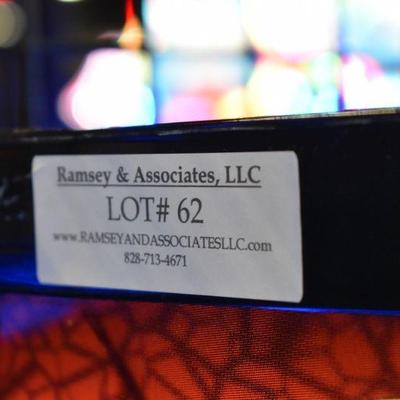 Ramsey & Associates, LLC
LOT# 62
www.RAMSEYANDASSOCIATESLLC.com
828-713-4671